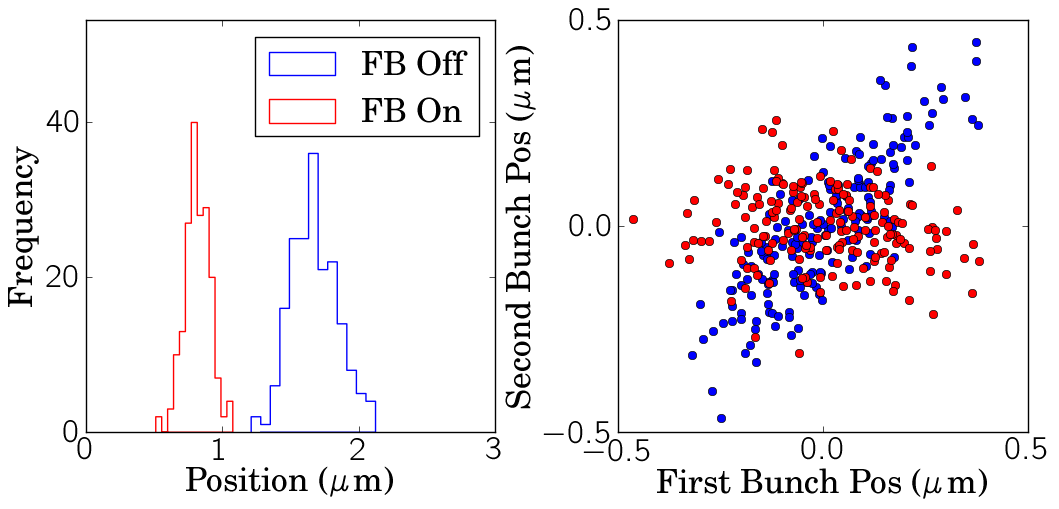 Frequency
40
20
0
0
1
2
3
Position (μm)
FB Off
FB On
Second Bunch Pos (μm)
0.5
0.0
−0.5
−0.5
0.0
0.5
First Bunch Pos (μm)